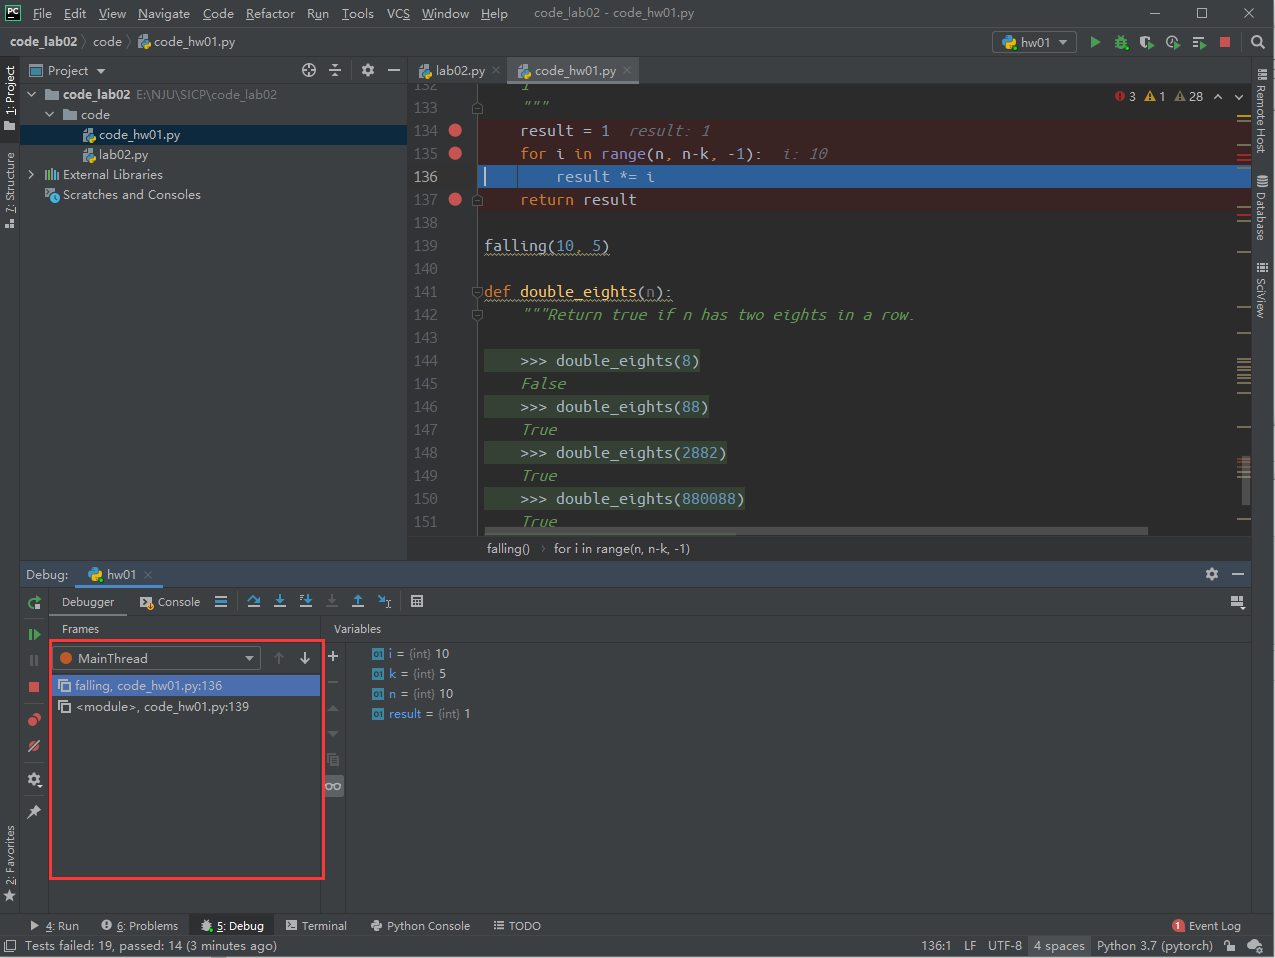 PC File Edit View Navigate Code Refactor Run Tools VCS Window Help code_lab02 - code_hw01.py
code_lab02 code code_hw01.py hw01
1: Project
7: Structure
2: Favorites
Project
code_lab02 E:\NJU\SICP\code_lab02
code
code_hw01.py
lab02.py
External Libraries
Scratches and Consoles
lab02.py code_hw01.py
3 1 28
132 1
133 """
134 result = 1 result: 1
135 for i in range(n, n-k, -1): i: 10
136 result *= i
137 return result
138
139 falling(10, 5)
140
141 def double_eights(n):
142 """Return true if n has two eights in a row.
143
144 >>> double_eights(8)
145 False
146 >>> double_eights(88)
147 True
148 >>> double_eights(2882)
149 True
150 >>> double_eights(880088)
151 True
falling() for i in range(n, n-k, -1)
Remote Host
Database
SciView
Debug: hw01
Debugger Console
Frames
MainThread
falling, code_hw01.py:136
<module>, code_hw01.py:139
Variables
i = {int} 10
k = {int} 5
n = {int} 10
result = {int} 1
4: Run 6: Problems 5: Debug Terminal Python Console TODO 1 Event Log
Tests failed: 19, passed: 14 (3 minutes ago) 136:1 LF UTF-8 4 spaces Python 3.7 (pytorch)